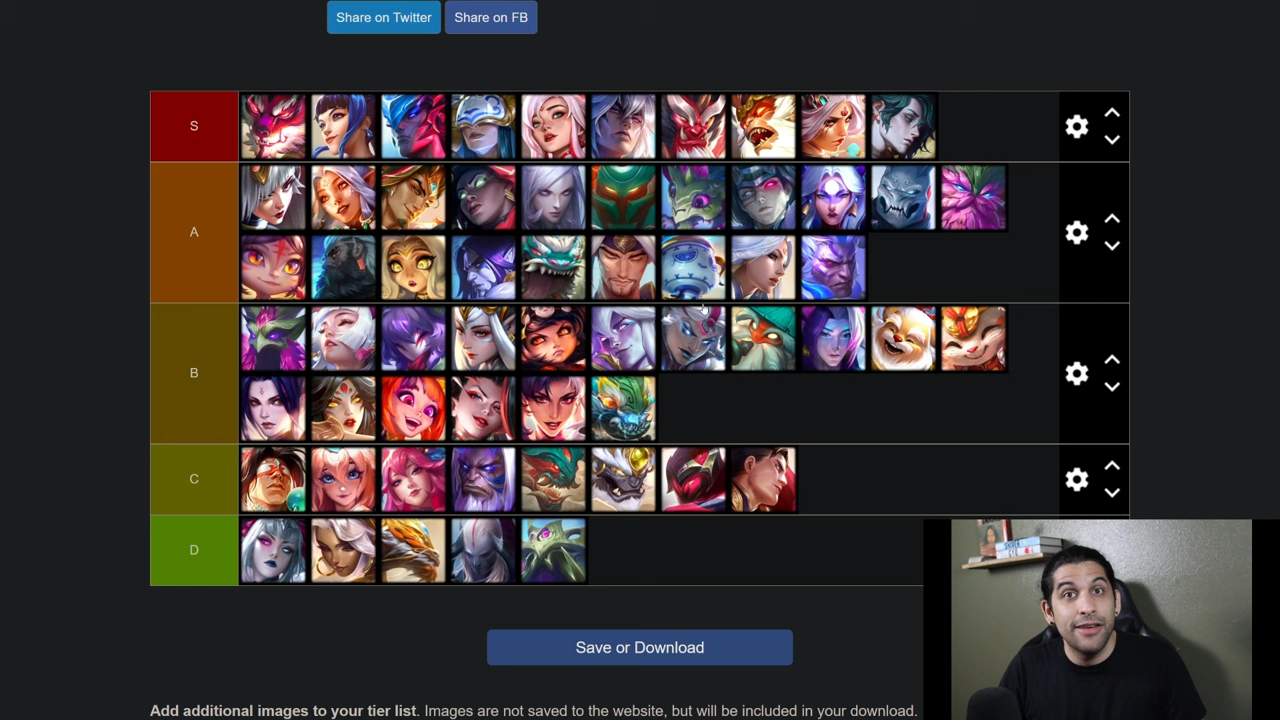 Share on Twitter
Share on FB
S
A
B
C
D
Save or Download
Add additional images to your tier list. Images are not saved to the website, but will be included in your download.